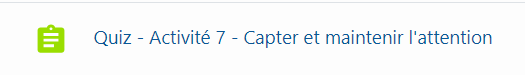 Quiz - Activité 7 - Capter et maintenir l'attention